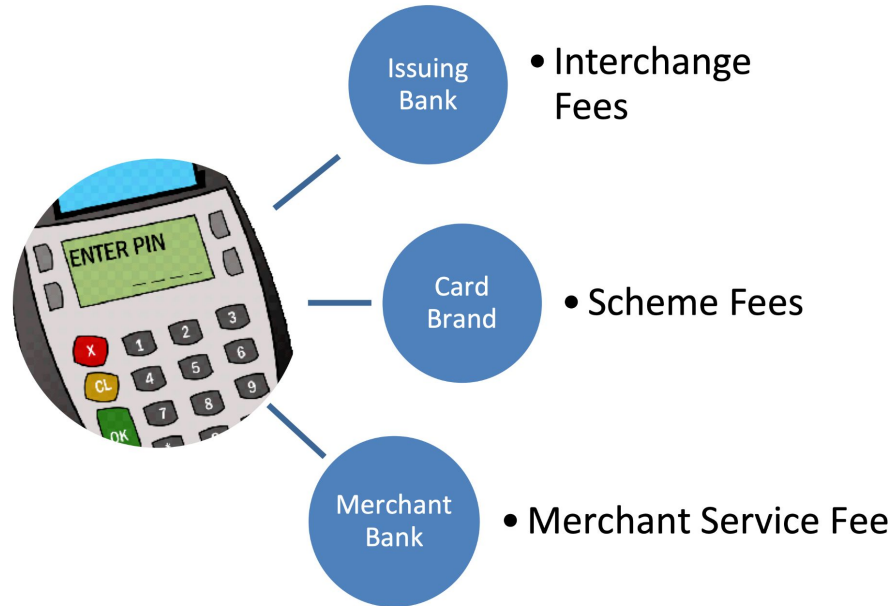 Issuing
Bank
• Interchange
Fees
ENTER PIN
_ _ _ _
Card
Brand
• Scheme Fees
X 1 2 3
CL 4 5 6
OK 7 8 9
Merchant
Bank
• Merchant Service Fee